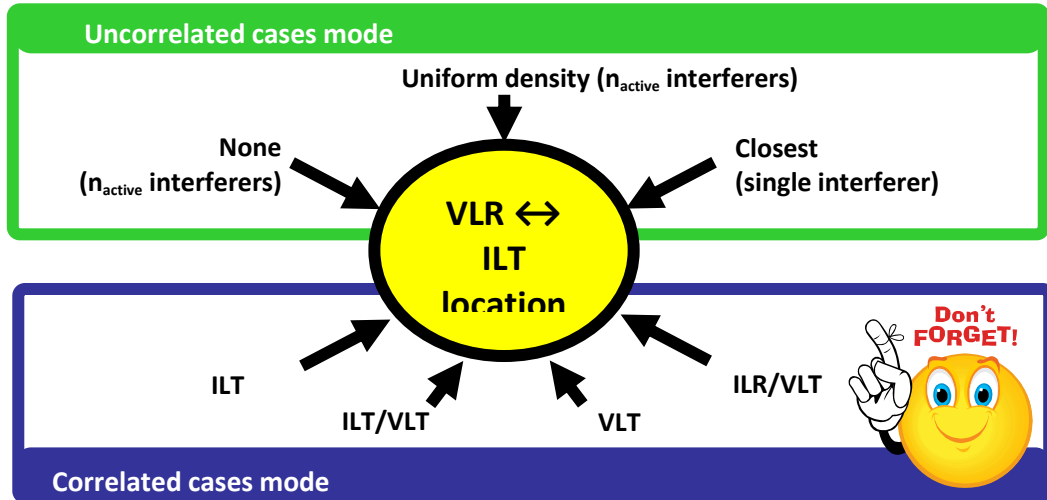 Uncorrelated cases mode
Uniform density (nactive interferers)
None
(nactive interferers)
Closest
(single interferer)
VLR ↔
ILT
location
Don't
FORGET!
ILT
ILT/VLT
VLT
ILR/VLT
Correlated cases mode